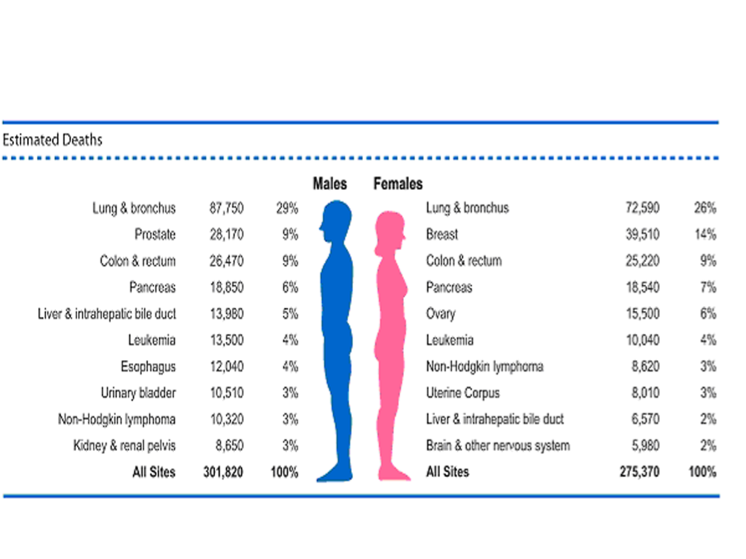 Estimated Deaths
Males Females
Lung & bronchus 87,750 29% Lung & bronchus 72,590 26%
Prostate 28,170 9% Breast 39,510 14%
Colon & rectum 26,470 9% Colon & rectum 25,220 9%
Pancreas 18,850 6% Pancreas 18,540 7%
Liver & intrahepatic bile duct 13,980 5% Ovary 15,500 6%
Leukemia 13,500 4% Leukemia 10,040 4%
Esophagus 12,040 4% Non-Hodgkin lymphoma 8,620 3%
Urinary bladder 10,510 3% Uterine Corpus 8,010 3%
Non-Hodgkin lymphoma 10,320 3% Liver & intrahepatic bile duct 6,570 2%
Kidney & renal pelvis 8,650 3% Brain & other nervous system 5,980 2%
All Sites 301,820 100% All Sites 275,370 100%